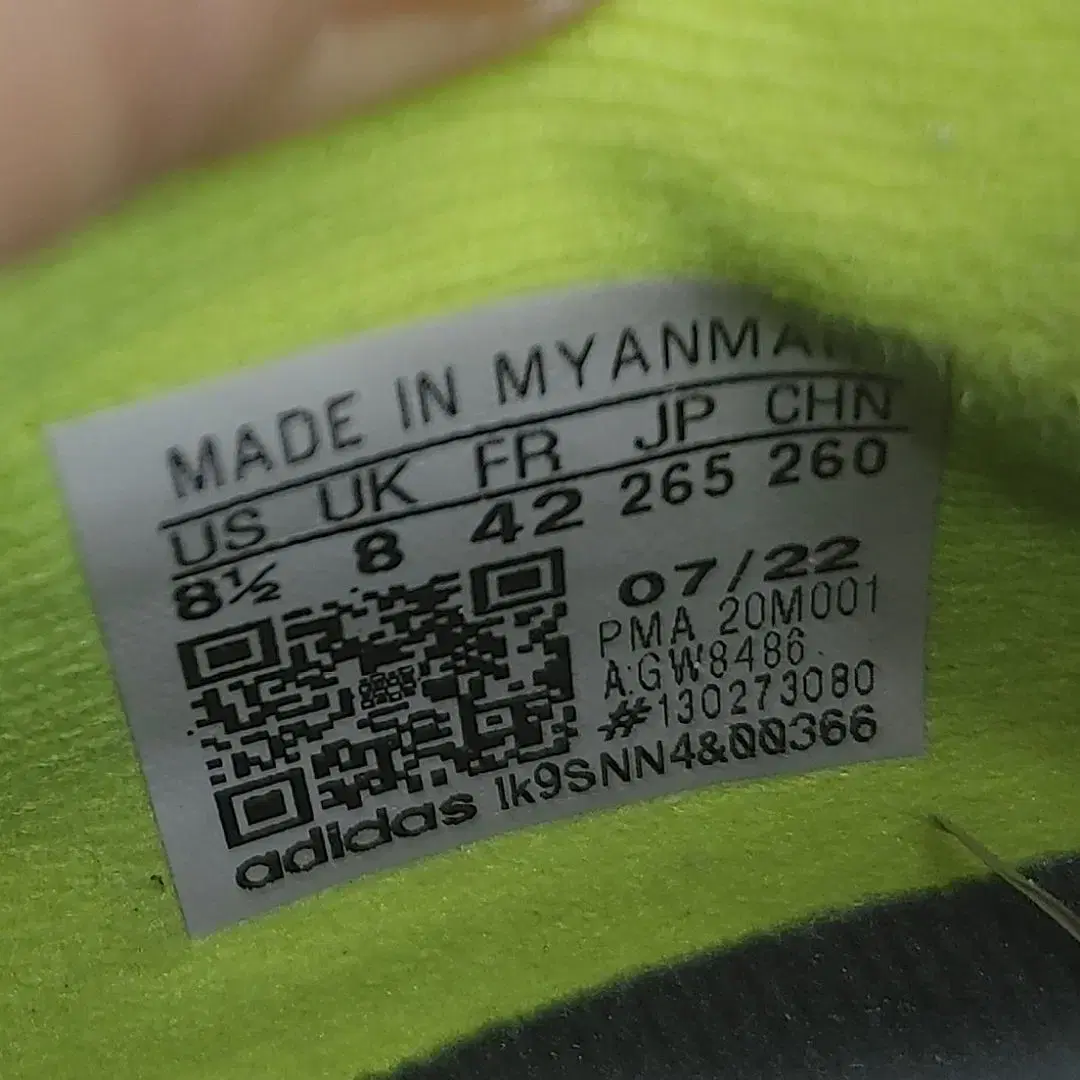 MADE IN MYANMAR
US UK FR JP CHN
8½ 8 42 265 260
07/22
PMA 20M001
A:GW8486
#130273080
adidas lk9SNN4&00366